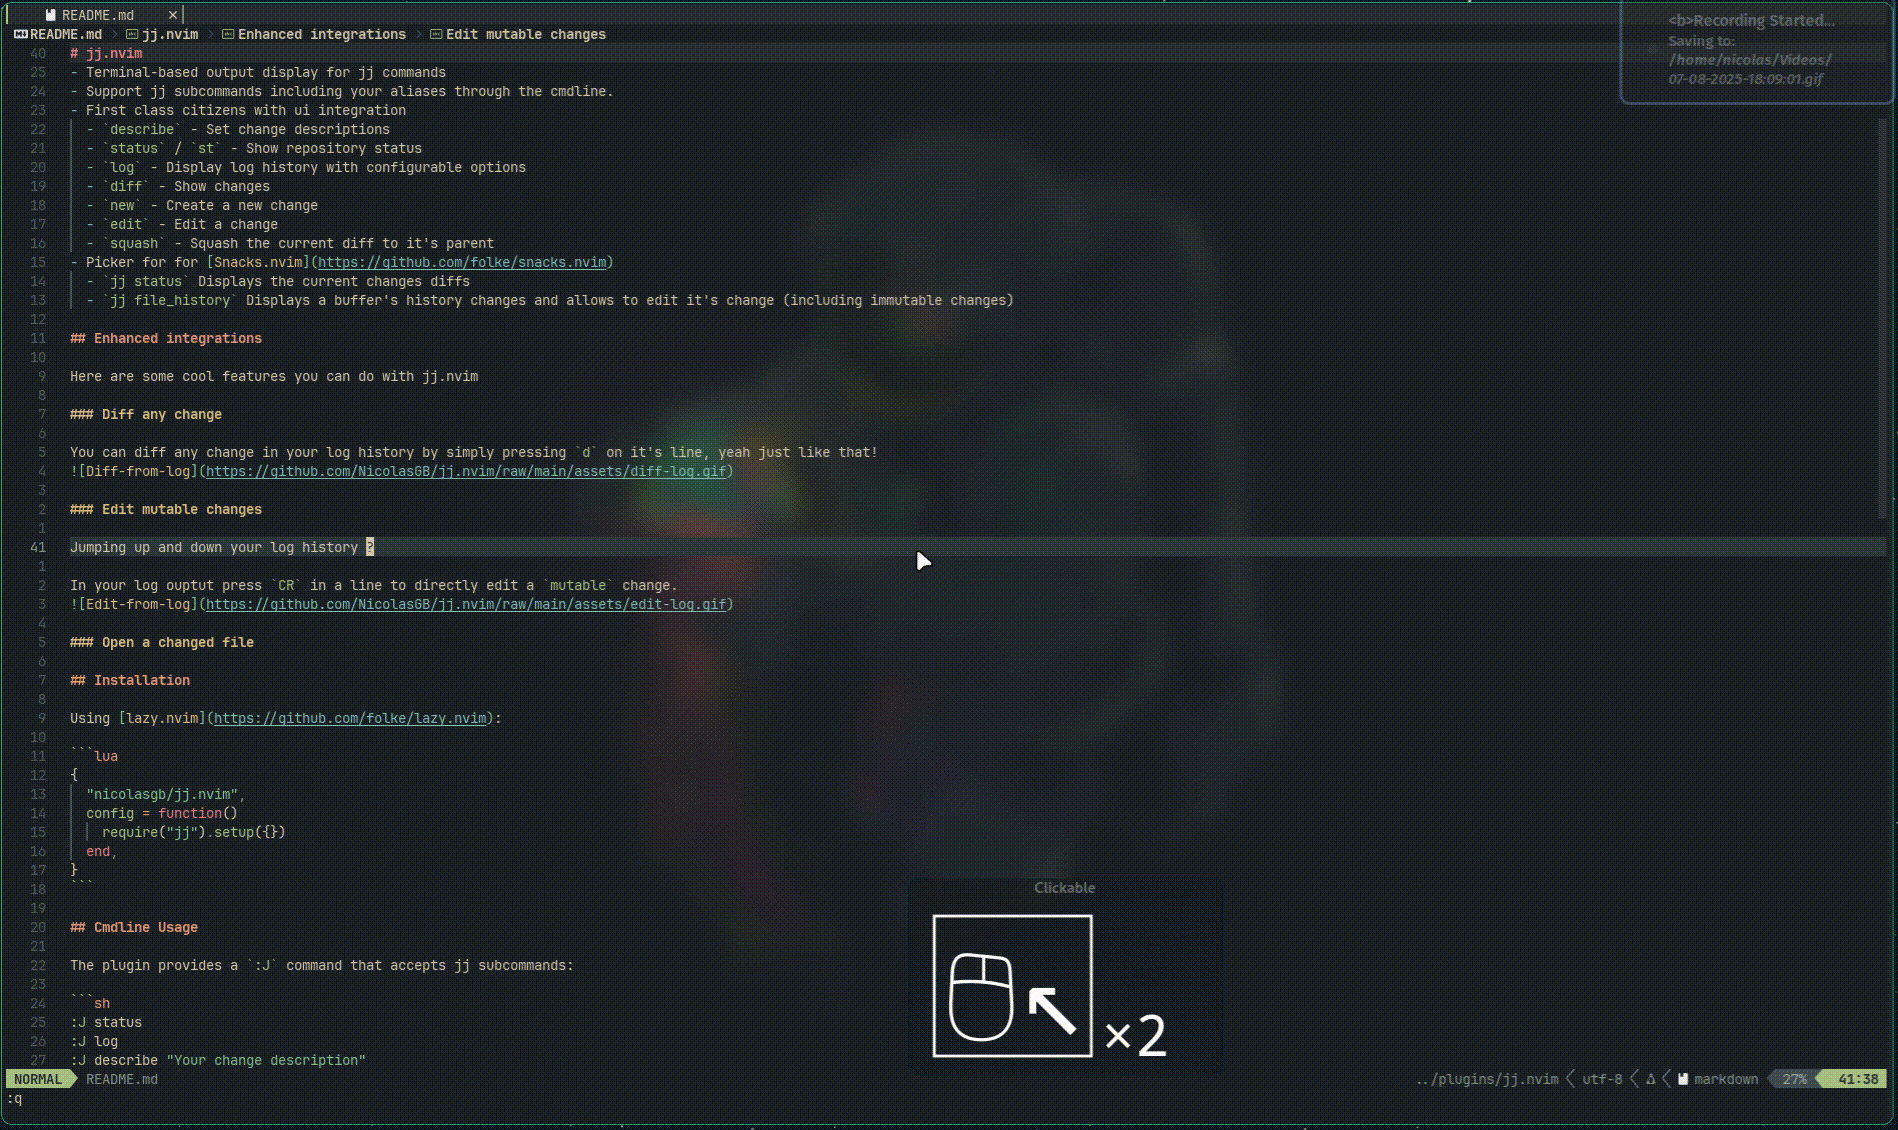 README.md ×
README.md > jj.nvim > Enhanced integrations > Edit mutable changes
<b>Recording Started...
Saving to:
/home/nicolas/Videos/
07-08-2025-18:09:01.gif
40 # jj.nvim
25 - Terminal-based output display for jj commands
24 - Support jj subcommands including your aliases through the cmdline.
23 - First class citizens with ui integration
22 - `describe` - Set change descriptions
21 - `status` / `st` - Show repository status
20 - `log` - Display log history with configurable options
19 - `diff` - Show changes
18 - `new` - Create a new change
17 - `edit` - Edit a change
16 - `squash` - Squash the current diff to it's parent
15 - Picker for for [Snacks.nvim](https://github.com/folke/snacks.nvim)
14 - `jj status` Displays the current changes diffs
13 - `jj file_history` Displays a buffer's history changes and allows to edit it's change (including immutable changes)
12
11 ## Enhanced integrations
10
9 Here are some cool features you can do with jj.nvim
8
7 ### Diff any change
6
5 You can diff any change in your log history by simply pressing `d` on it's line, yeah just like that!
4 ![Diff-from-log](https://github.com/NicolasGB/jj.nvim/raw/main/assets/diff-log.gif)
3
2 ### Edit mutable changes
1
41 Jumping up and down your log history ?
1
2 In your log ouptut press `CR` in a line to directly edit a `mutable` change.
3 ![Edit-from-log](https://github.com/NicolasGB/jj.nvim/raw/main/assets/edit-log.gif)
4
5 ### Open a changed file
6
7 ## Installation
8
9 Using [lazy.nvim](https://github.com/folke/lazy.nvim):
10
11 ```lua
12 {
13 "nicolasgb/jj.nvim",
14 config = function()
15 require("jj").setup({})
16 end,
17 }
18 ```
19
20 ## Cmdline Usage
21
22 The plugin provides a `:J` command that accepts jj subcommands:
23
24 ```sh
25 :J status
26 :J log
27 :J describe "Your change description"
Clickable
×2
NORMAL README.md ../plugins/jj.nvim utf-8 markdown 27% 41:38
:q